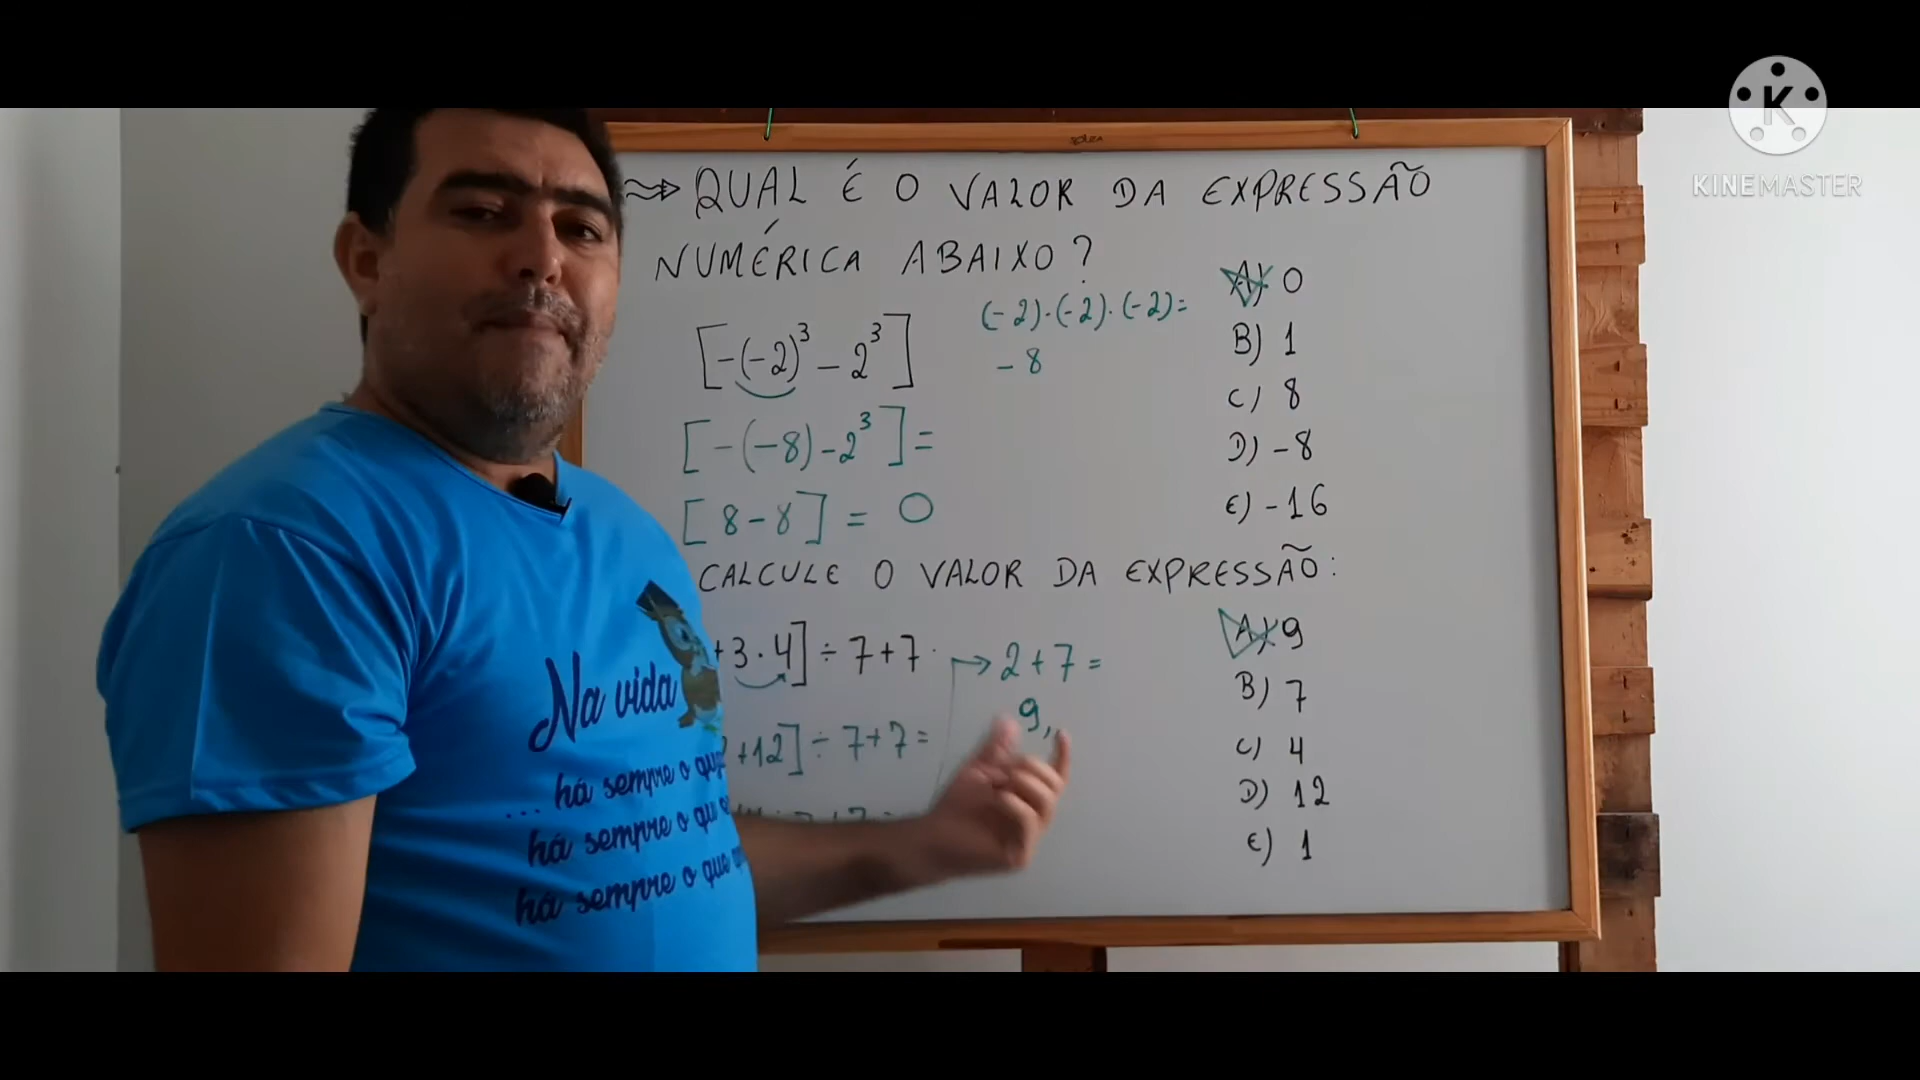 KINEMASTER
⇒ QUAL É O VALOR DA EXPRESSÃO
NUMÉRICA ABAIXO?
[-(-2)³ - 2³]
(-2)·(-2)·(-2)=
-8
[-(-8)-2³]=
[8-8] = 0
A) 0
B) 1
C) 8
D) -8
E) -16
CALCULE O VALOR DA EXPRESSÃO:
+3·4]÷7+7
+12]÷7+7=
→ 2+7=
9
A) 9
B) 7
C) 4
D) 12
E) 1
Na vida
... há sempre o
há sempre o que
há sempre o que